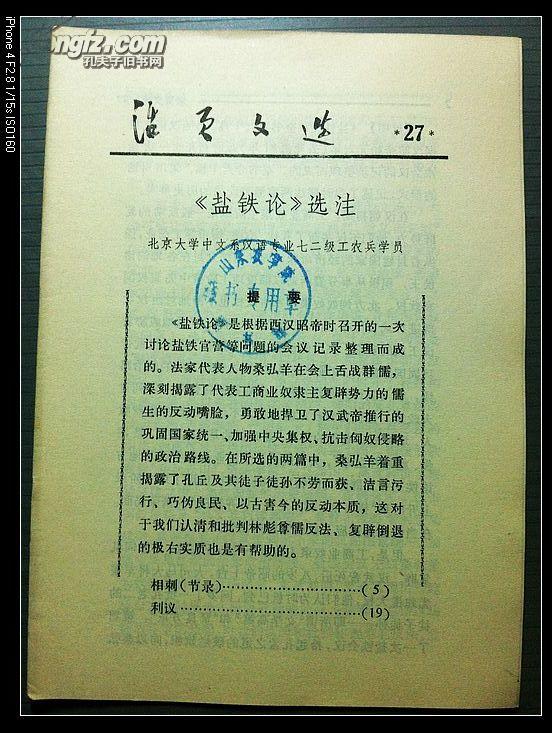 iPhone 4 F2.8 1/15s ISO160
kongfz.com
孔夫子旧书网
活页文选
*27*
《盐铁论》选注
北京大学中文系汉语专业七二级工农兵学员
山东农学院
提要
《盐铁论》是根据西汉昭帝时召开的一次
讨论盐铁官营等问题的会议记录整理而成
的。法家代表人物桑弘羊在会上舌战群儒,
深刻揭露了代表工商业奴隶主复辟势力的儒
生的反动嘴脸,勇敢地捍卫了汉武帝推行的
巩固国家统一、加强中央集权、抗击匈奴侵略
的政治路线。在所选的两篇中,桑弘羊着重
揭露了孔丘及其徒子徒孙不劳而获、洁言污
行、巧伪良民、以古害今的反动本质,这对
于我们认清和批判林彪尊儒反法、复辟倒退
的极右实质也是有帮助的。
相刺(节录)……………………(5)
利议……………………………(19)